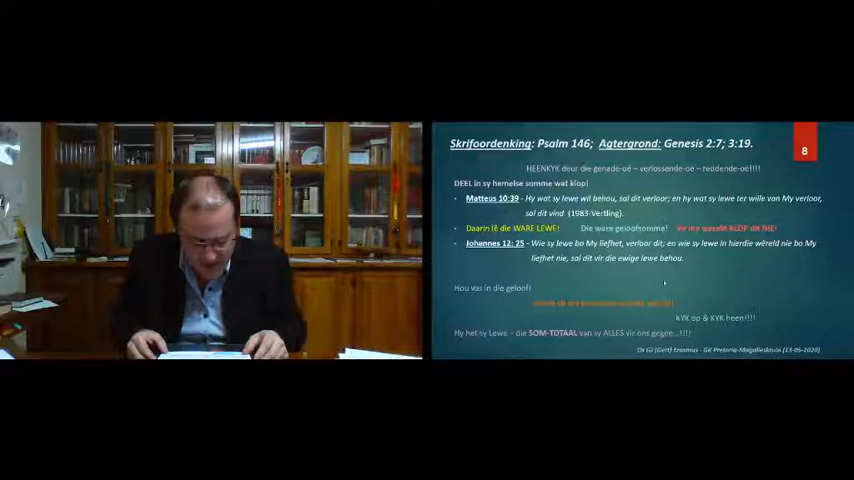 Skrifoordenking: Psalm 146; Agtergrond: Genesis 2:7; 3:19.
8
HEENKYK deur die genade-oë – verlossende-oë – reddende-oë!!!!
DEEL in sy hemelse somme wat klop!
- Matteus 10:39 - Hy wat sy lewe wil behou, sal dit verloor; en hy wat sy lewe ter wille van My verloor,
sal dit vind (1983-Vertling).
- Daarin lê die WARE LEWE! Die ware geloofsomme! Vir die wêreld KLOP dit NIE!
- Johannes 12: 25 - Wie sy lewe bo My liefhet, verloor dit; en wie sy lewe in hierdie wêreld nie bo My
liefhet nie, sal dit vir die ewige lewe behou.
Hou vas in die geloof!
KYK op & KYK heen!!!!
Hy het sy Lewe – die SOM-TOTAAL van sy ALLES vir ons gegee...!!!!
Ds GJ (Gert) Erasmus - GK Pretoria-Magalieskruin (13-05-2020)